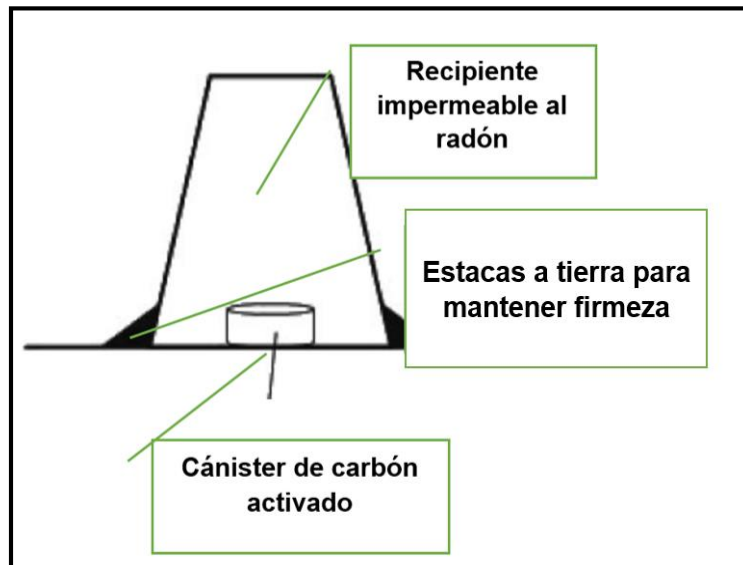 Recipiente
impermeable al
radón
Estacas a tierra para
mantener firmeza
Cánister de carbón
activado